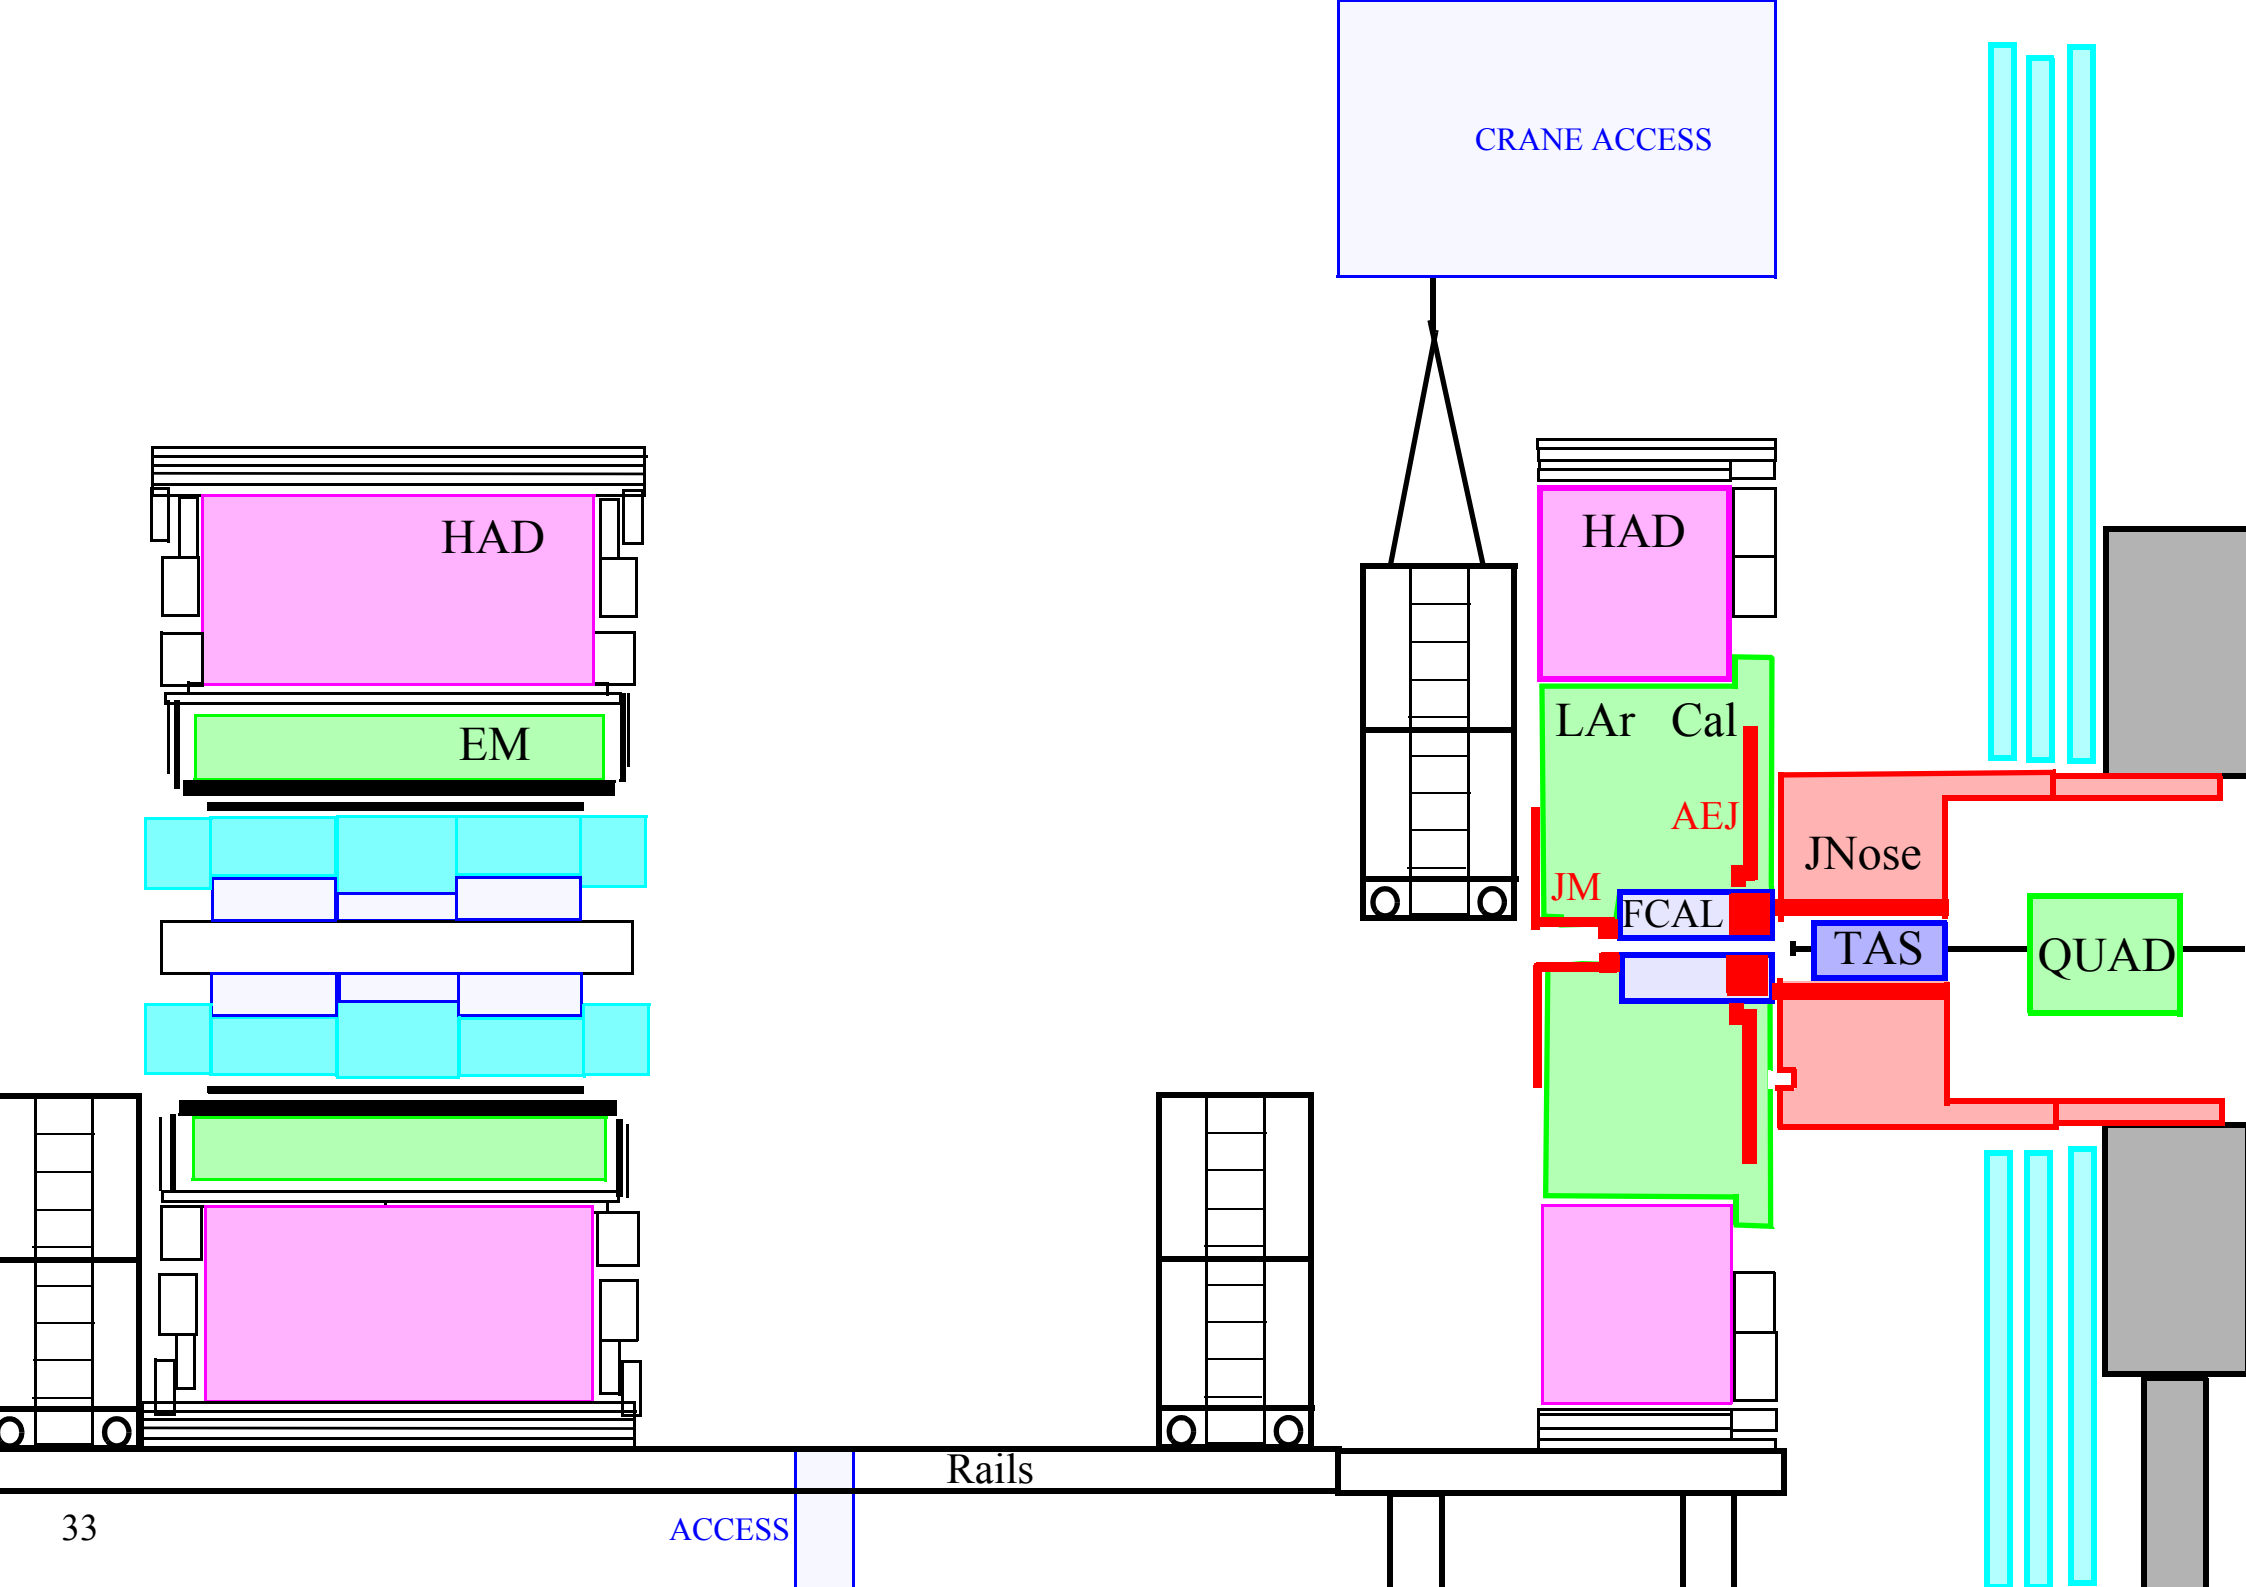 CRANE ACCESS
HAD
HAD
LAr Cal
EM
AEJ
JNose
JM
FCAL
TAS
QUAD
Rails
33
ACCESS